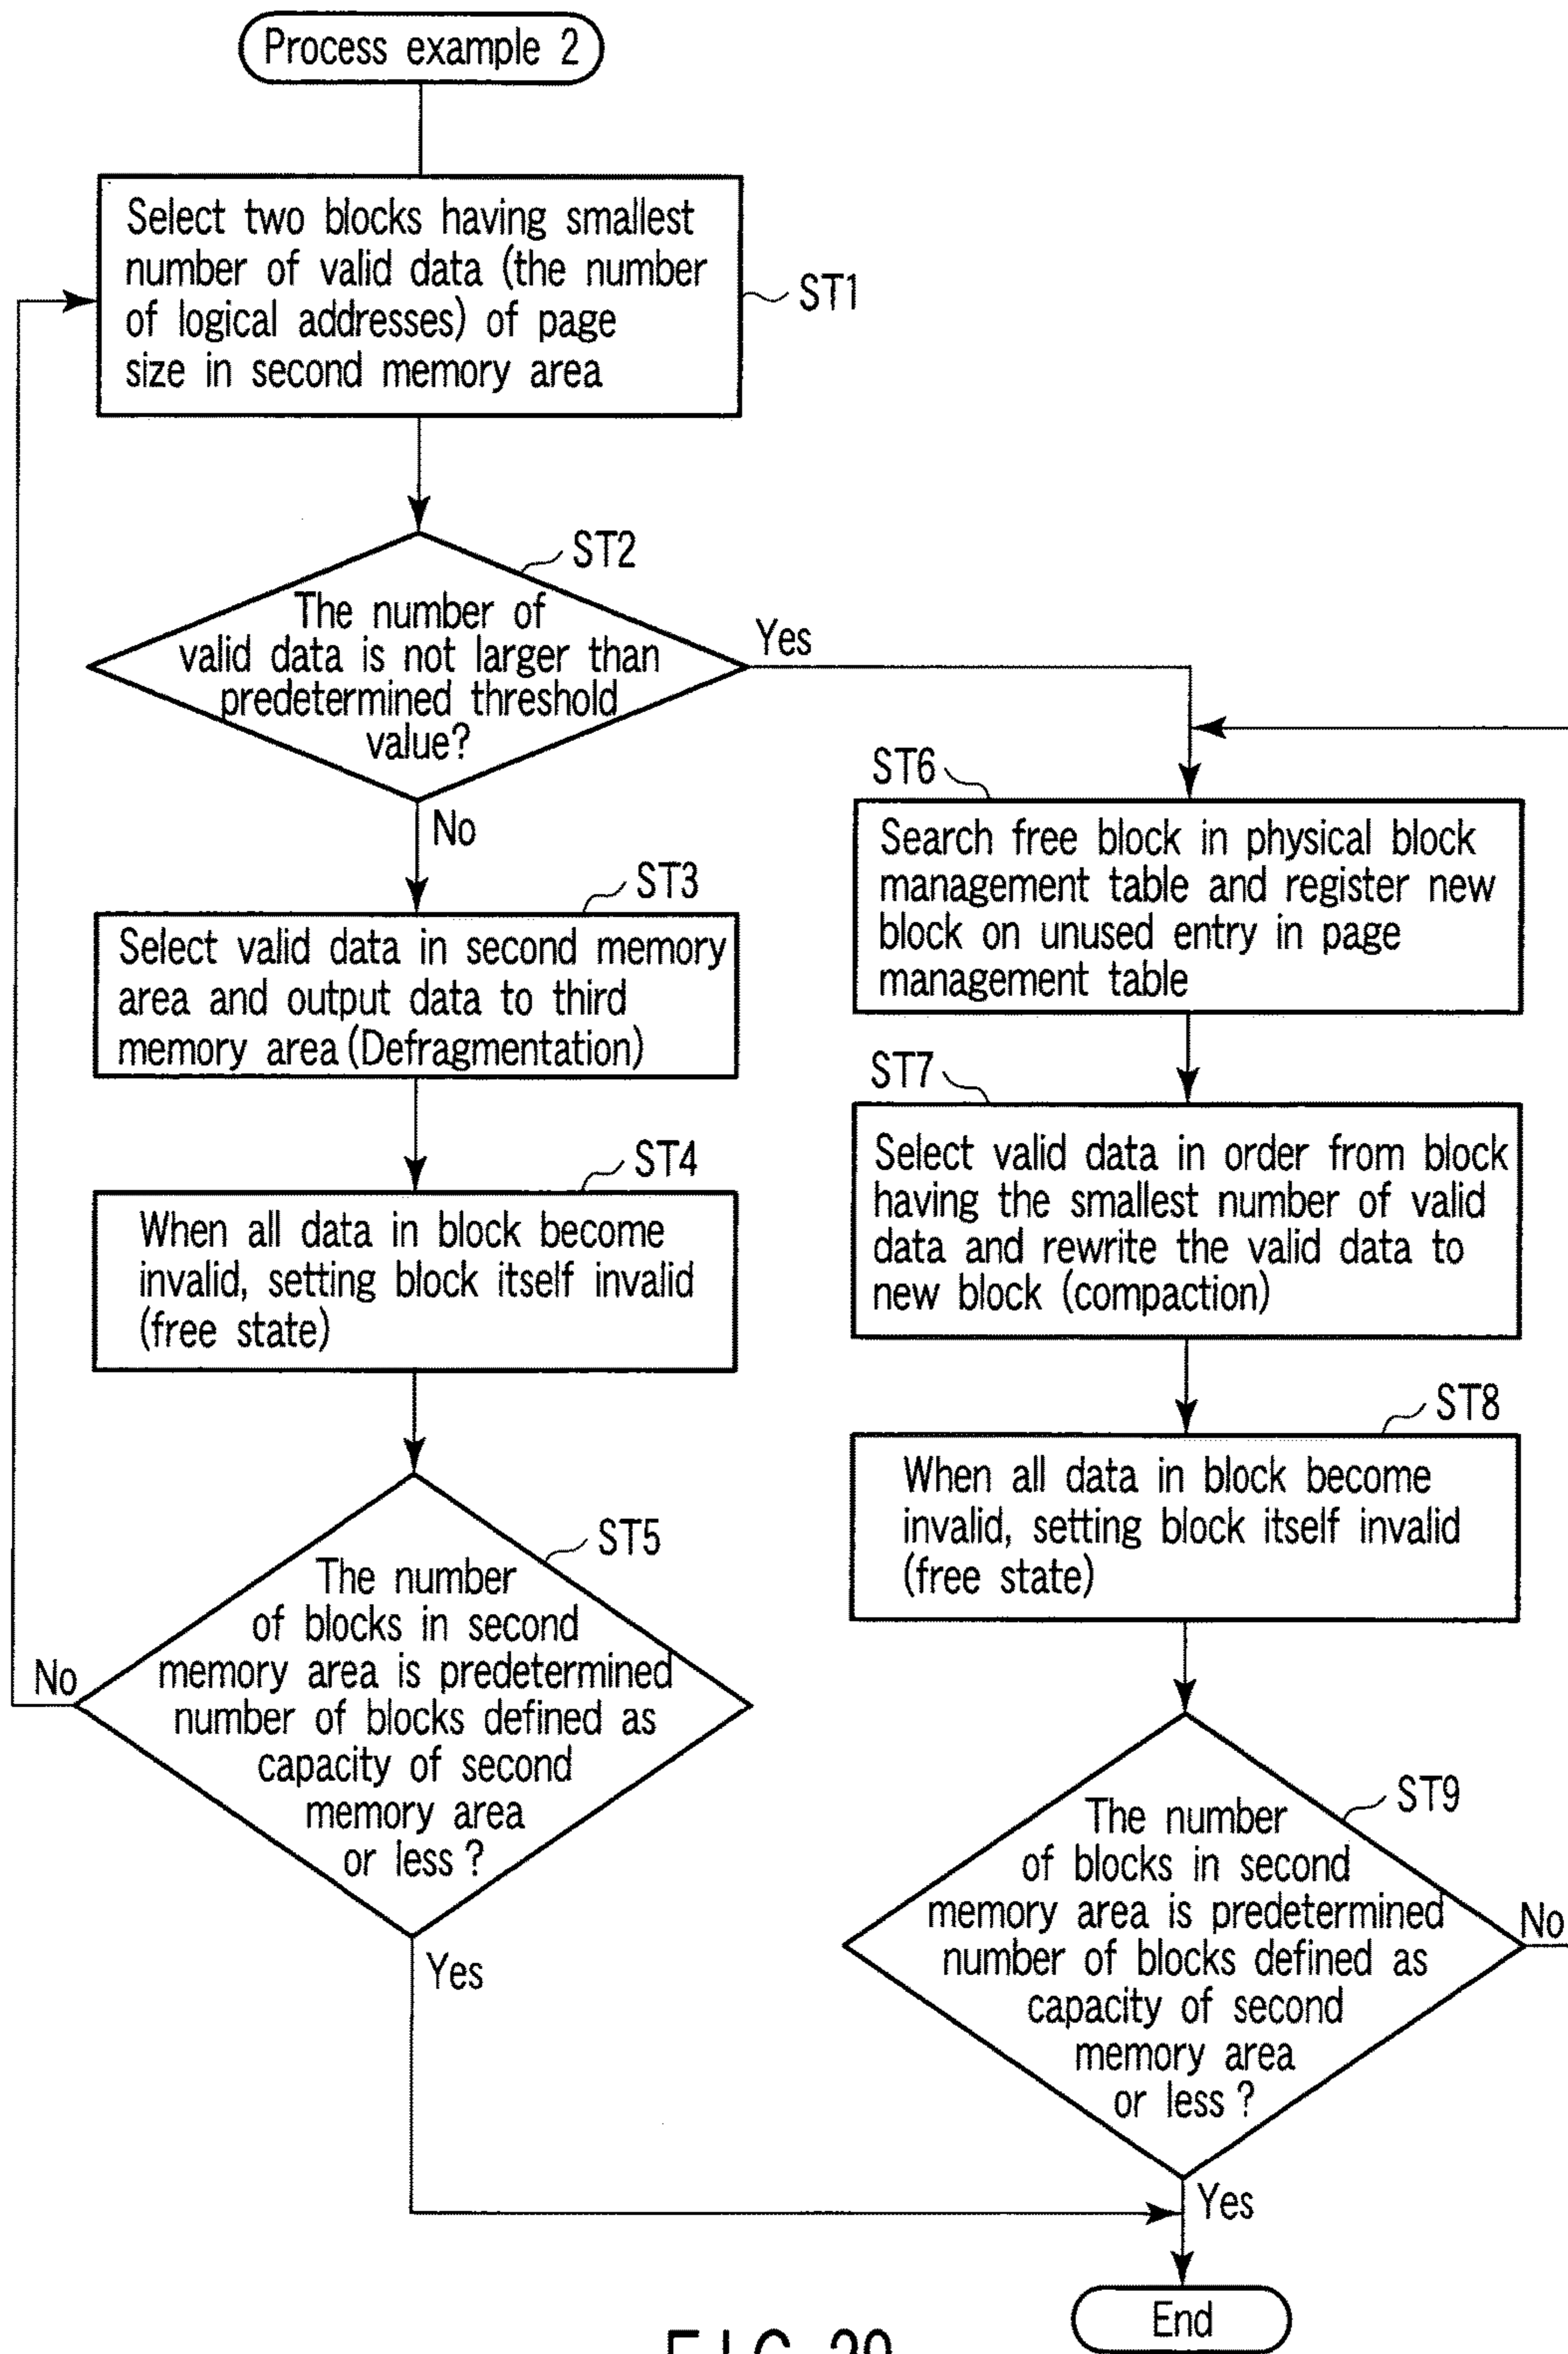 Process example 2
Select two blocks having smallest
number of valid data (the number
of logical addresses) of page
size in second memory area
ST1
ST2
The number of
valid data is not larger than
predetermined threshold
value?
Yes
No
ST3
Select valid data in second memory
area and output data to third
memory area (Defragmentation)
ST4
When all data in block become
invalid, setting block itself invalid
(free state)
ST5
The number
of blocks in second
memory area is predetermined
number of blocks defined as
capacity of second
memory area
or less ?
No
Yes
ST6
Search free block in physical block
management table and register new
block on unused entry in page
management table
ST7
Select valid data in order from block
having the smallest number of valid
data and rewrite the valid data to
new block (compaction)
ST8
When all data in block become
invalid, setting block itself invalid
(free state)
ST9
The number
of blocks in second
memory area is predetermined
number of blocks defined as
capacity of second
memory area
or less ?
No
Yes
End